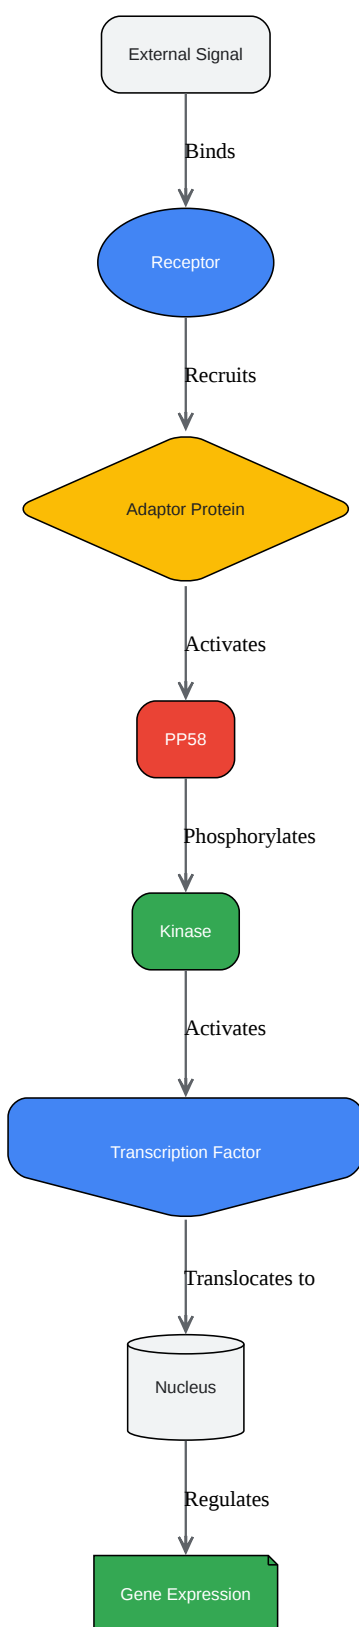 External Signal
Binds
Receptor
Recruits
Adaptor Protein
Activates
PP58
Phosphorylates
Kinase
Activates
Transcription Factor
Translocates to
Nucleus
Regulates
Gene Expression